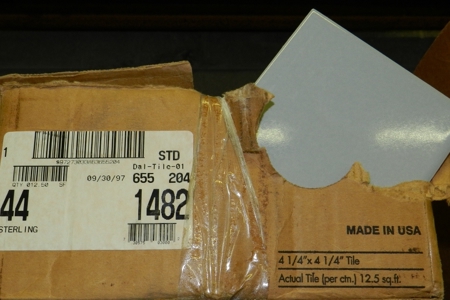 1
STD
Dal-Tile-01
09/30/97 655 204
44 1482
STERLING
MADE IN USA
4 1/4" x 4 1/4" Tile
Actual Tile (per ctn.) 12.5 sq.ft.